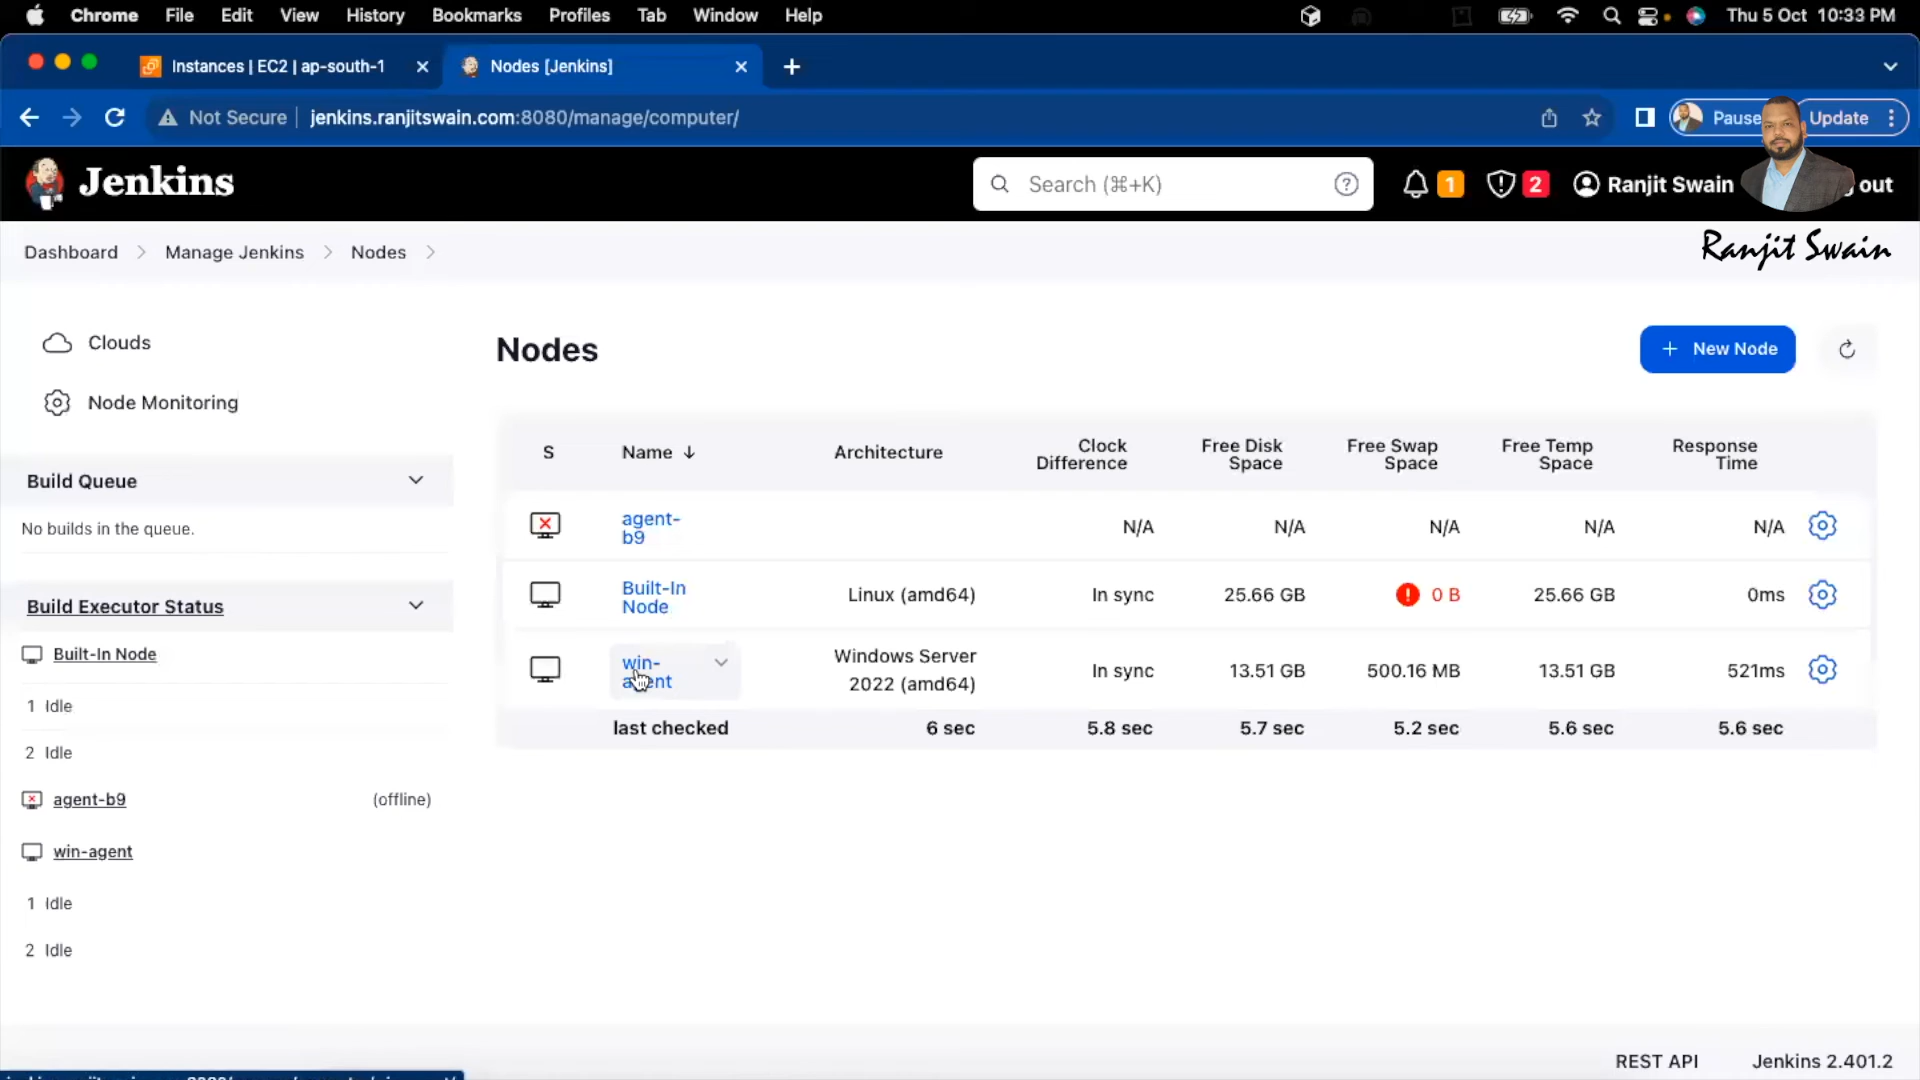 Chrome File Edit View History Bookmarks Profiles Tab Window Help Thu 5 Oct 10:33 PM
Instances | EC2 | ap-south-1 Nodes [Jenkins]
Not Secure jenkins.ranjitswain.com:8080/manage/computer/ Pause Update
Jenkins Search (⌘+K) 1 2 Ranjit Swain out
Dashboard Manage Jenkins Nodes
Ranjit Swain
Clouds
Node Monitoring
Build Queue
No builds in the queue.
Build Executor Status
Built-In Node
1 Idle
2 Idle
agent-b9 (offline)
win-agent
1 Idle
2 Idle
Nodes
New Node
S Name ↓ Architecture Clock Difference Free Disk Space Free Swap Space Free Temp Space Response Time
agent-b9 N/A N/A N/A N/A N/A
Built-In Node Linux (amd64) In sync 25.66 GB 0 B 25.66 GB 0ms
win-agent Windows Server 2022 (amd64) In sync 13.51 GB 500.16 MB 13.51 GB 521ms
last checked 6 sec 5.8 sec 5.7 sec 5.2 sec 5.6 sec 5.6 sec
REST API Jenkins 2.401.2